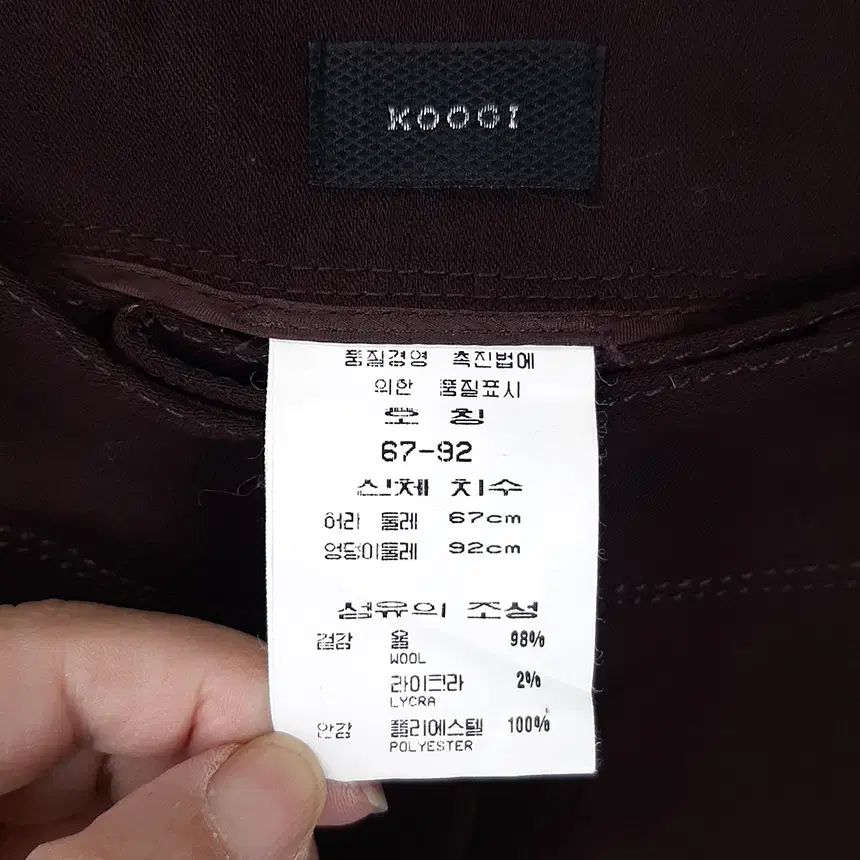 KOOGI
품질경영 촉진법에
의한 품질표시
호 칭
67-92
신체 치수
허리 둘레 67cm
엉덩이둘레 92cm
섬유의 조성
겉감 울 98%
WOOL
라이크라 2%
LYCRA
안감 폴리에스텔 100%
POLYESTER